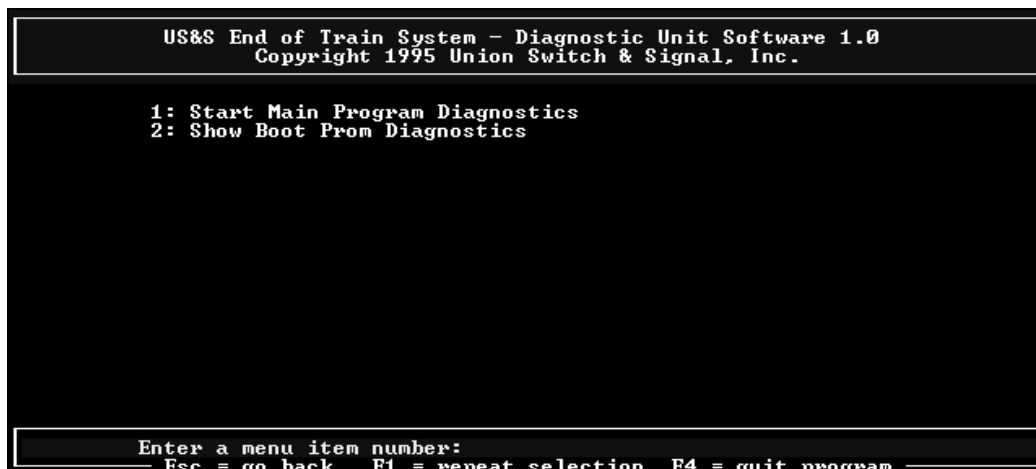 US&S End of Train System - Diagnostic Unit Software 1.0
Copyright 1995 Union Switch & Signal, Inc.
1: Start Main Program Diagnostics
2: Show Boot Prom Diagnostics
Enter a menu item number:
Esc = go back F1 = repeat selection F4 = quit program